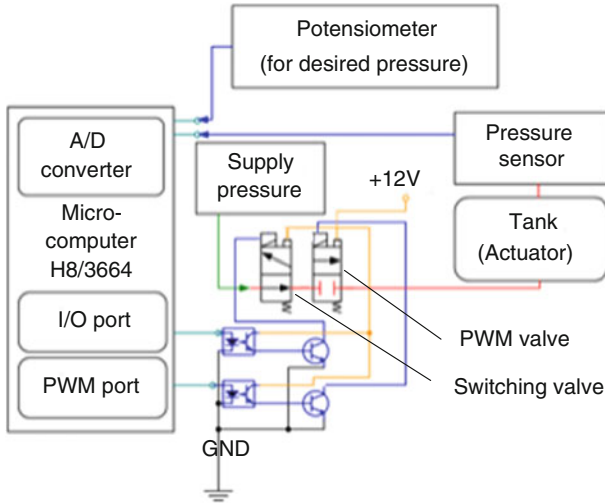 Potensiometer
(for desired pressure)
A/D
converter
Micro-
computer
H8/3664
I/O port
PWM port
Supply
pressure
+12V
Pressure
sensor
Tank
(Actuator)
PWM valve
Switching valve
GND